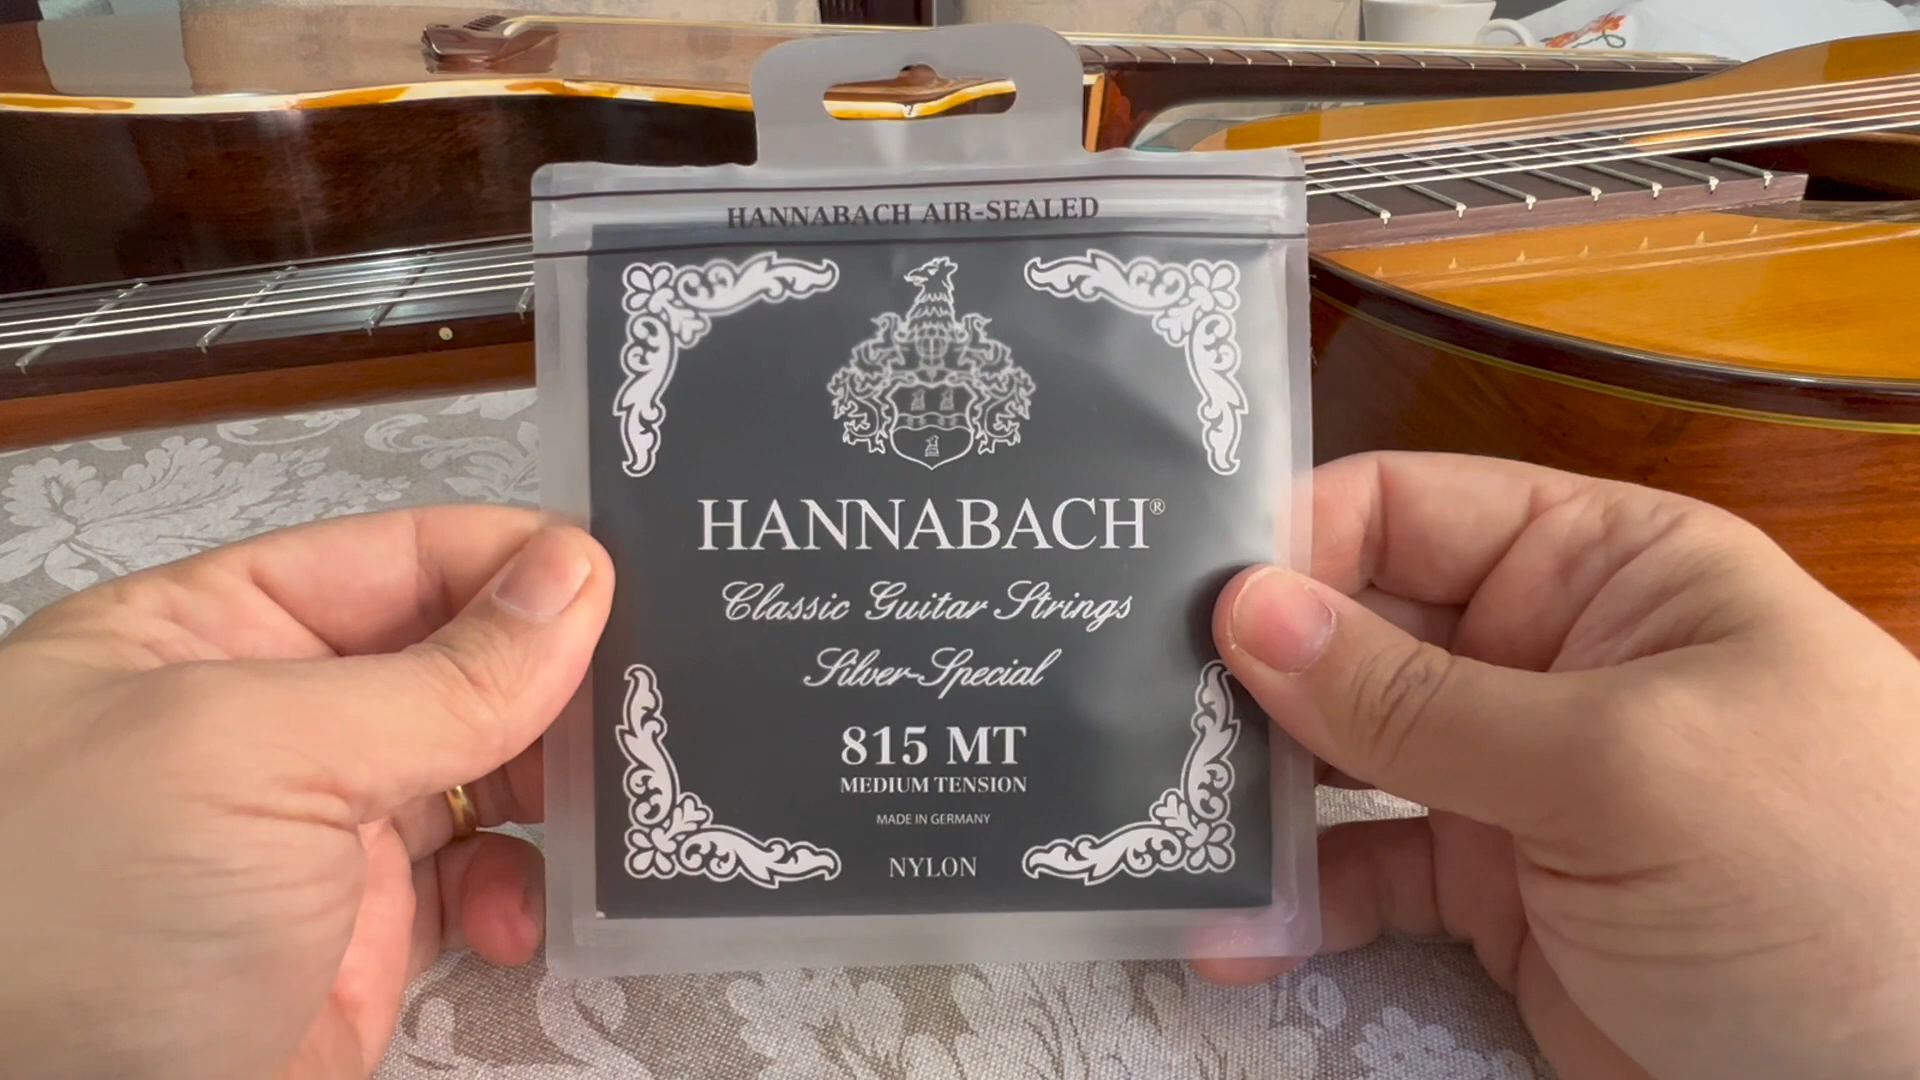 HANNABACH AIR-SEALED
HANNABACH®
Classic Guitar Strings
Silver-Special
815 MT
MEDIUM TENSION
MADE IN GERMANY
NYLON